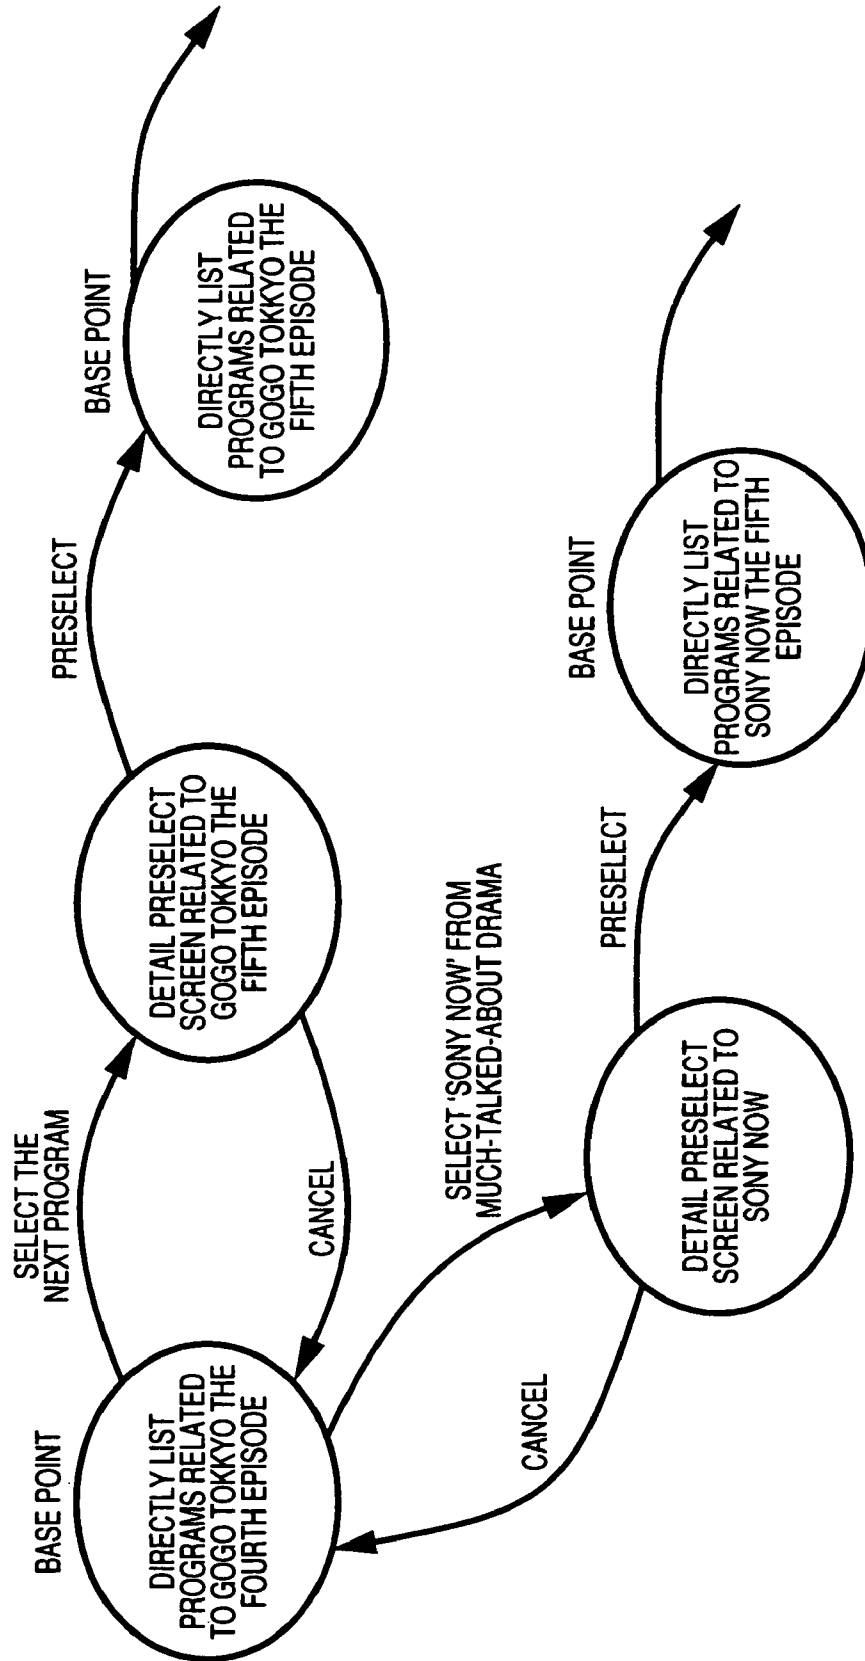 BASE POINT
DIRECTLY LIST
PROGRAMS RELATED
TO GOGO TOKKYO THE
FOURTH EPISODE
SELECT THE
NEXT PROGRAM
CANCEL
DETAIL PRESELECT
SCREEN RELATED TO
GOGO TOKKYO THE
FIFTH EPISODE
PRESELECT
BASE POINT
DIRECTLY LIST
PROGRAMS RELATED
TO GOGO TOKKYO THE
FIFTH EPISODE
CANCEL
SELECT 'SONY NOW' FROM
MUCH-TALKED-ABOUT DRAMA
DETAIL PRESELECT
SCREEN RELATED TO
SONY NOW
PRESELECT
BASE POINT
DIRECTLY LIST
PROGRAMS RELATED TO
SONY NOW THE FIFTH
EPISODE